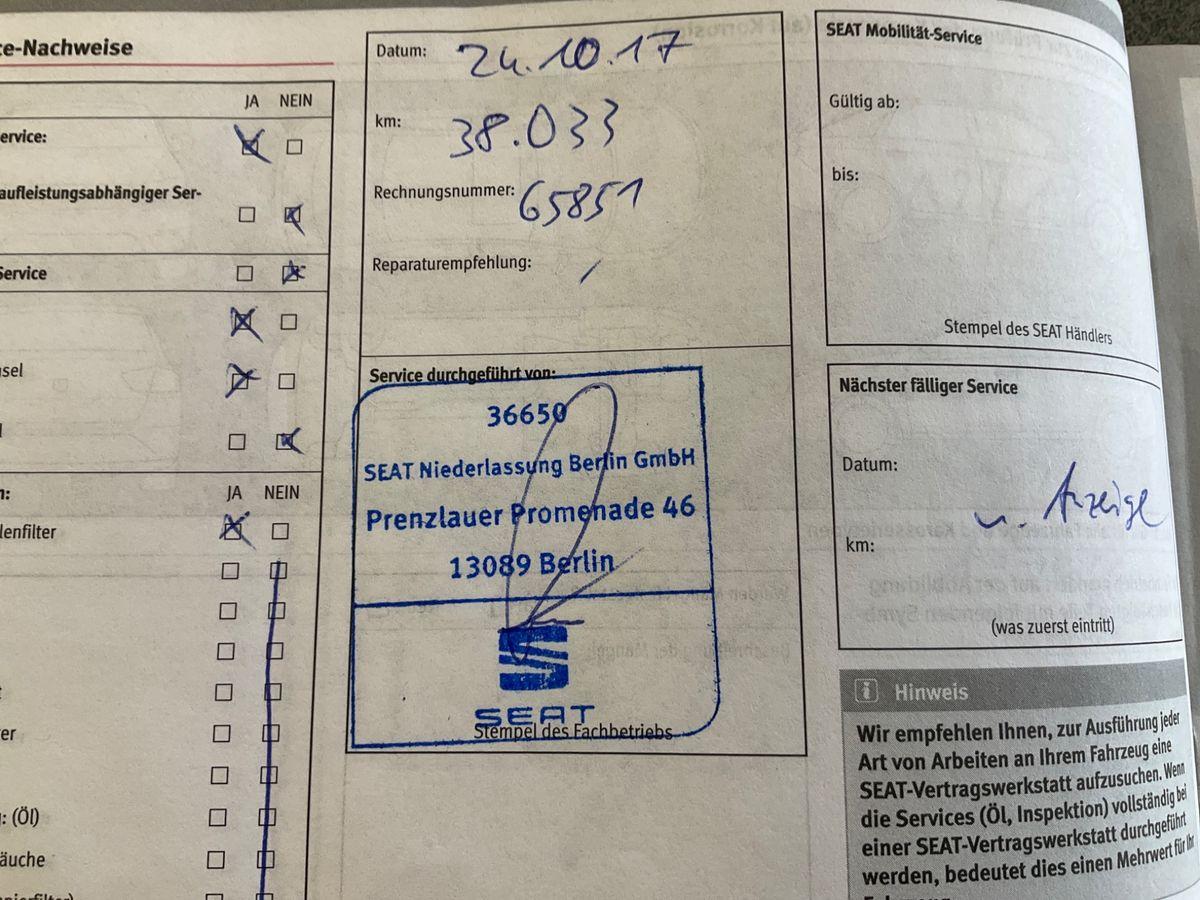 ce-Nachweise
JA NEIN
ervice:
aufleistungsabhängiger Ser-
Service
sel
JA NEIN
n:
lenfilter
er
: (Öl)
äuche
Datum: 24.10.17
km: 38.033
Rechnungsnummer: 65851
Reparaturempfehlung: /
Service durchgeführt von:
36650
SEAT Niederlassung Berlin GmbH
Prenzlauer Promenade 46
13089 Berlin
SEAT
Stempel des Fachbetriebs
SEAT Mobilität-Service
Gültig ab:
bis:
Stempel des SEAT Händlers
Nächster fälliger Service
Datum:
n. Anzeige
km:
(was zuerst eintritt)
i Hinweis
Wir empfehlen Ihnen, zur Ausführung jeder
Art von Arbeiten an Ihrem Fahrzeug eine
SEAT-Vertragswerkstatt aufzusuchen. Wenn
die Services (Öl, Inspektion) vollständig bei
einer SEAT-Vertragswerkstatt durchgeführt
werden, bedeutet dies einen Mehrwert für Ihr